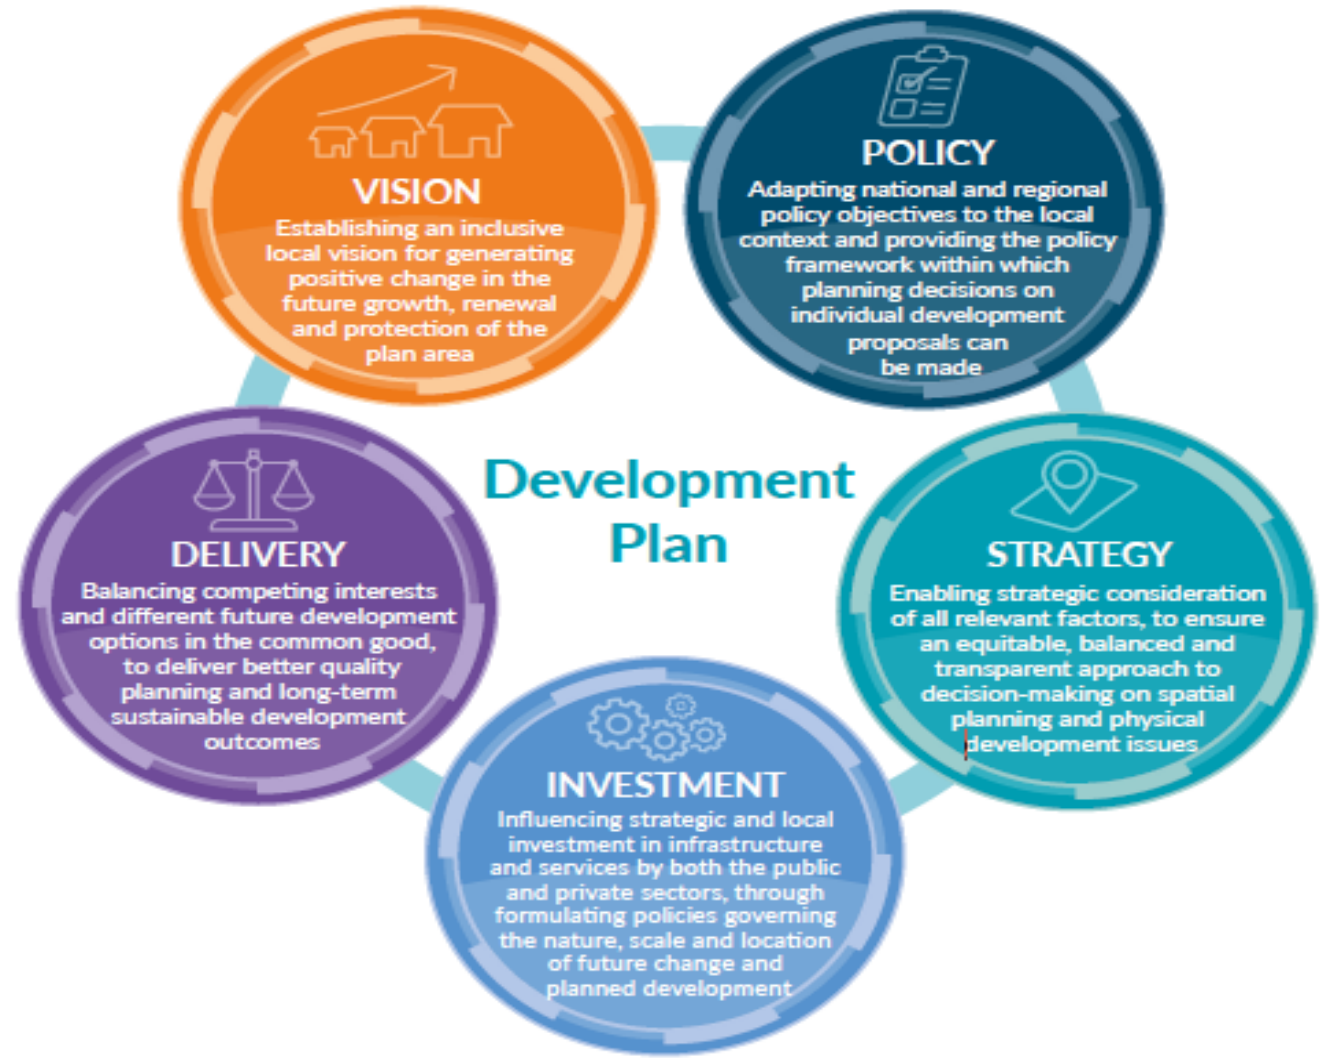 VISION
Establishing an inclusive
local vision for generating
positive change in the
future growth, renewal
and protection of the
plan area
POLICY
Adapting national and regional
policy objectives to the local
context and providing the policy
framework within which
planning decisions on
individual development
proposals can
be made
Development
Plan
DELIVERY
Balancing competing interests
and different future development
options in the common good,
to deliver better quality
planning and long-term
sustainable development
outcomes
STRATEGY
Enabling strategic consideration
of all relevant factors, to ensure
an equitable, balanced and
transparent approach to
decision-making on spatial
planning and physical
development issues
INVESTMENT
Influencing strategic and local
investment in infrastructure
and services by both the public
and private sectors, through
formulating policies governing
the nature, scale and location
of future change and
planned development